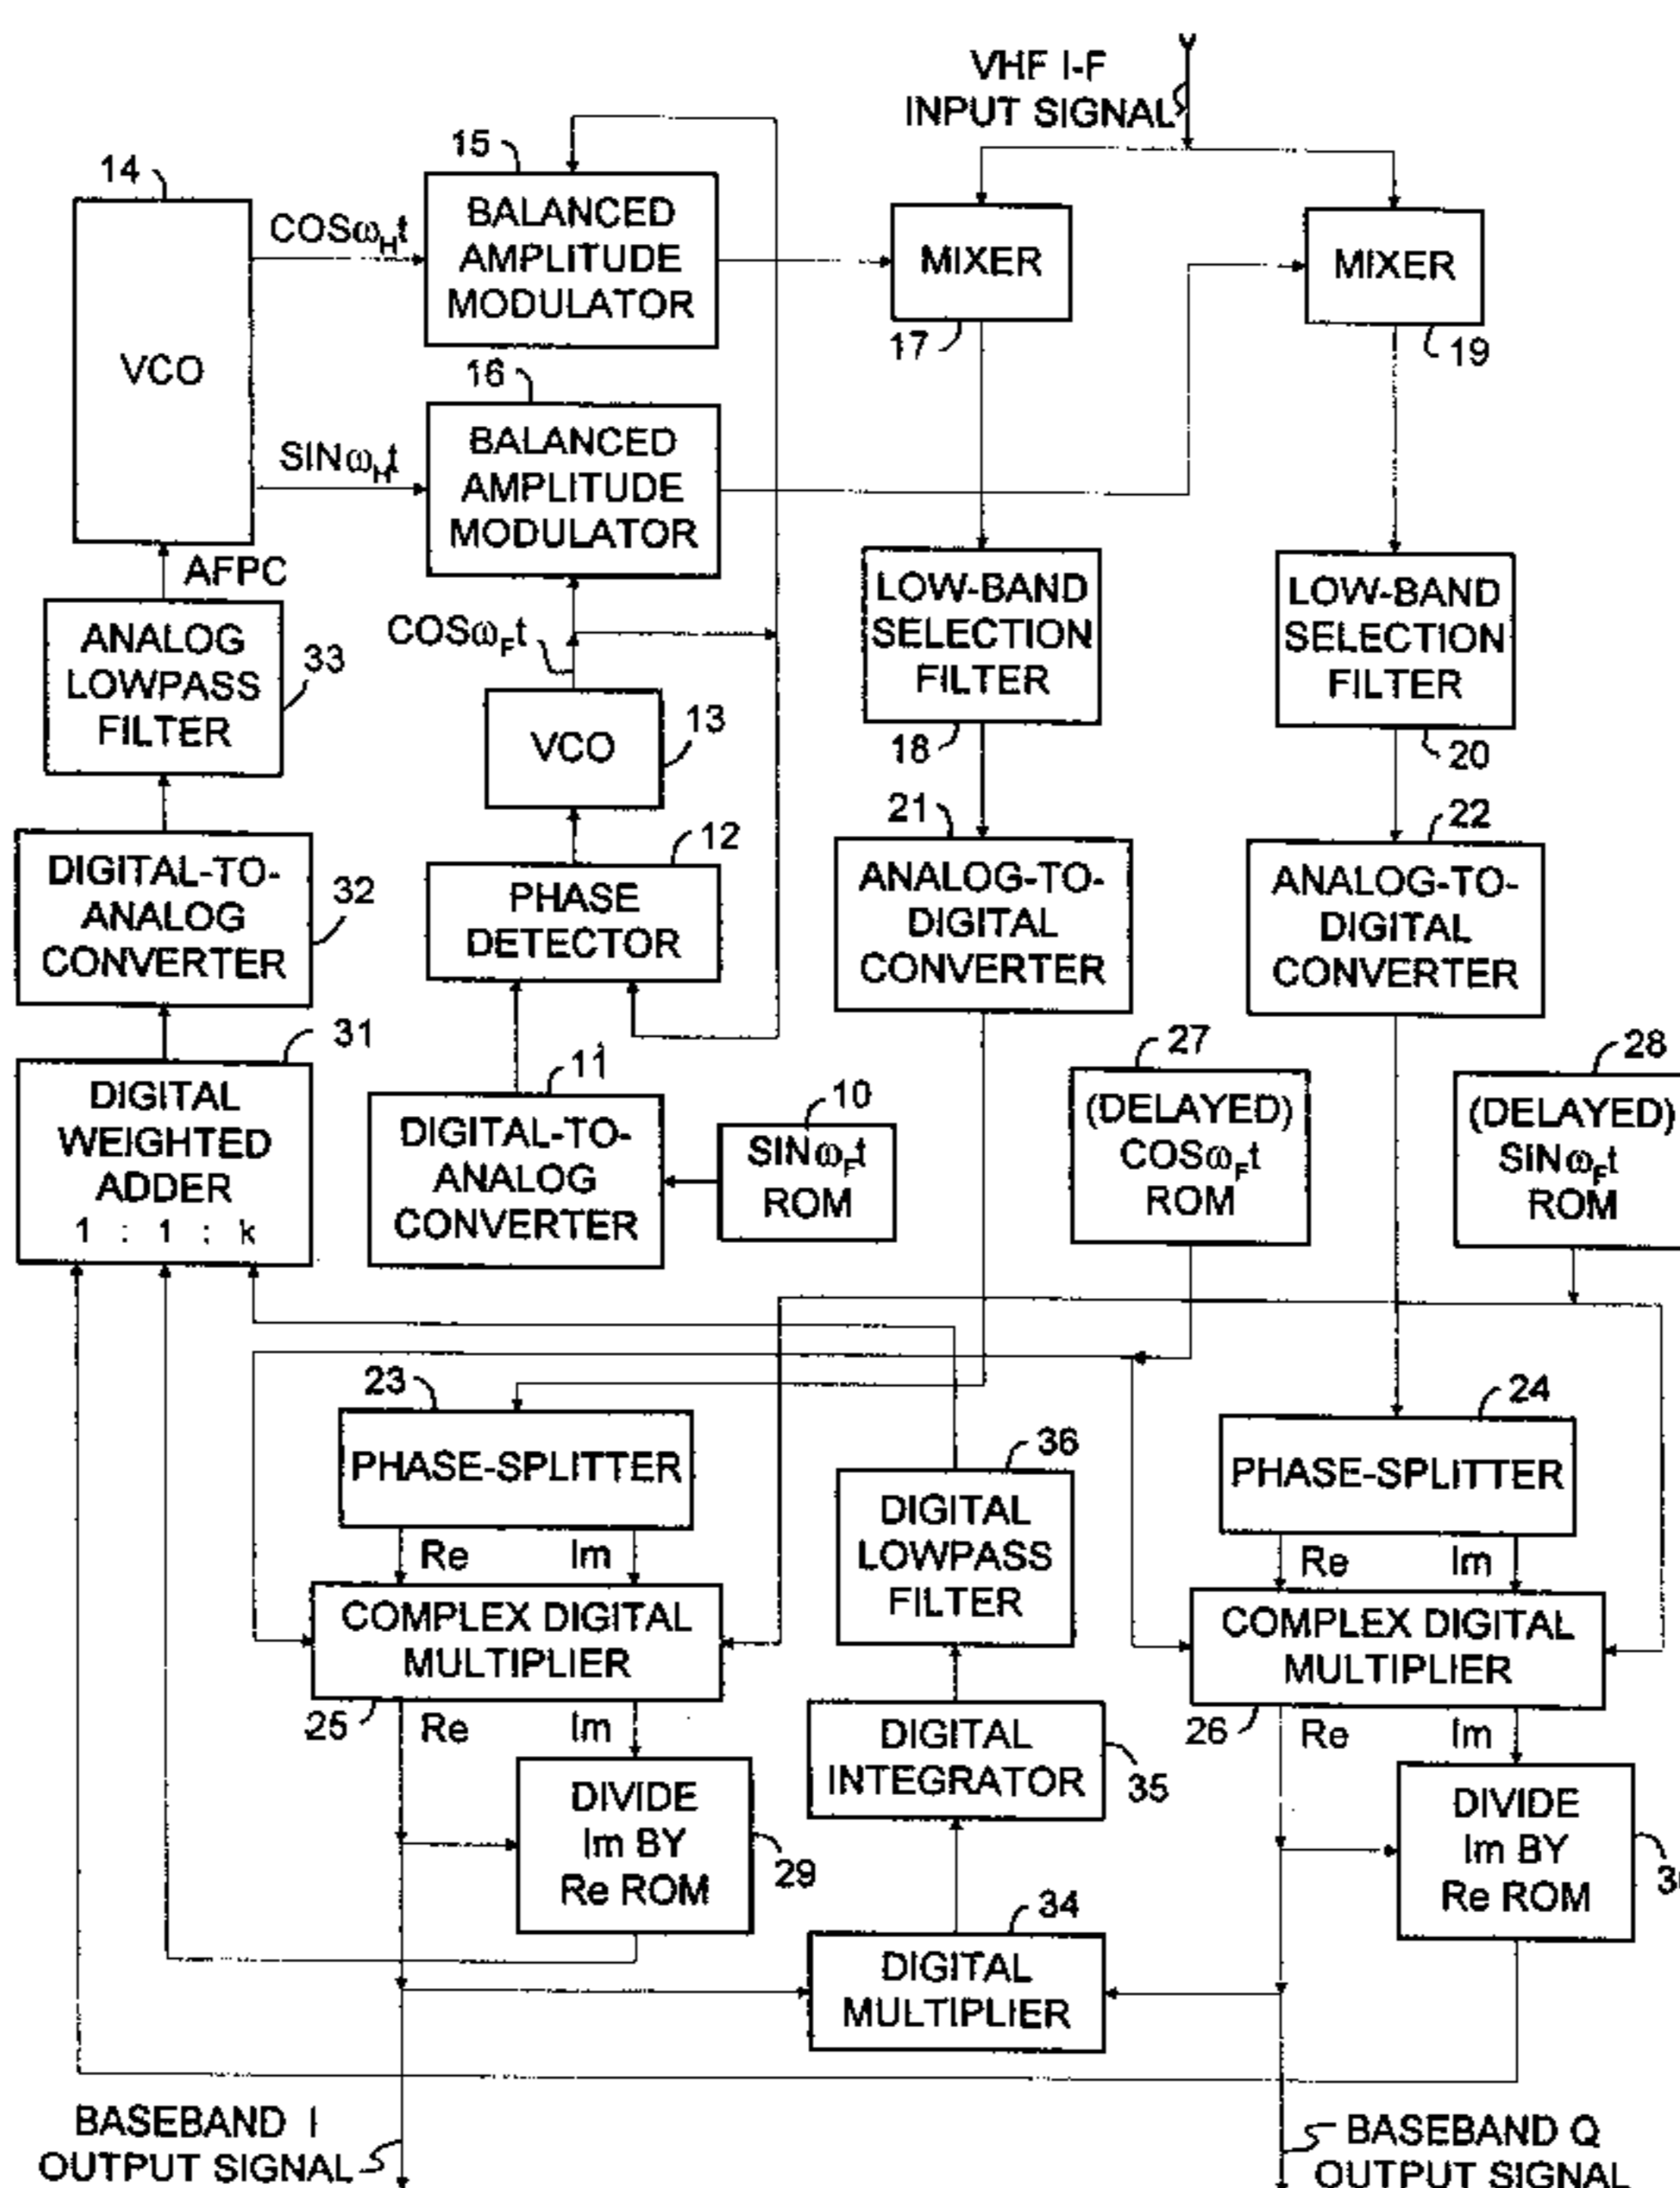 VHF I-F
INPUT SIGNAL
14
15
COSω_H t
BALANCED
AMPLITUDE
MODULATOR
MIXER
17
MIXER
19
VCO
16
SINω_H t
BALANCED
AMPLITUDE
MODULATOR
AFPC
ANALOG
LOWPASS
FILTER
33
COSω_F t
VCO
13
LOW-BAND
SELECTION
FILTER
18
LOW-BAND
SELECTION
FILTER
20
DIGITAL-TO-
ANALOG
CONVERTER
32
12
PHASE
DETECTOR
21
ANALOG-TO-
DIGITAL
CONVERTER
22
ANALOG-TO-
DIGITAL
CONVERTER
31
DIGITAL
WEIGHTED
ADDER
1 : 1 : k
11
DIGITAL-TO-
ANALOG
CONVERTER
10
SINω_F t
ROM
27
(DELAYED)
COSω_F t
ROM
28
(DELAYED)
SINω_F t
ROM
23
PHASE-SPLITTER
Re Im
COMPLEX DIGITAL
MULTIPLIER
25
Re Im
DIVIDE
Im BY
Re ROM
29
36
DIGITAL
LOWPASS
FILTER
DIGITAL
INTEGRATOR
35
34
DIGITAL
MULTIPLIER
24
PHASE-SPLITTER
Re Im
COMPLEX DIGITAL
MULTIPLIER
26
Re Im
DIVIDE
Im BY
Re ROM
BASEBAND I
OUTPUT SIGNAL
BASEBAND Q
OUTPUT SIGNAL